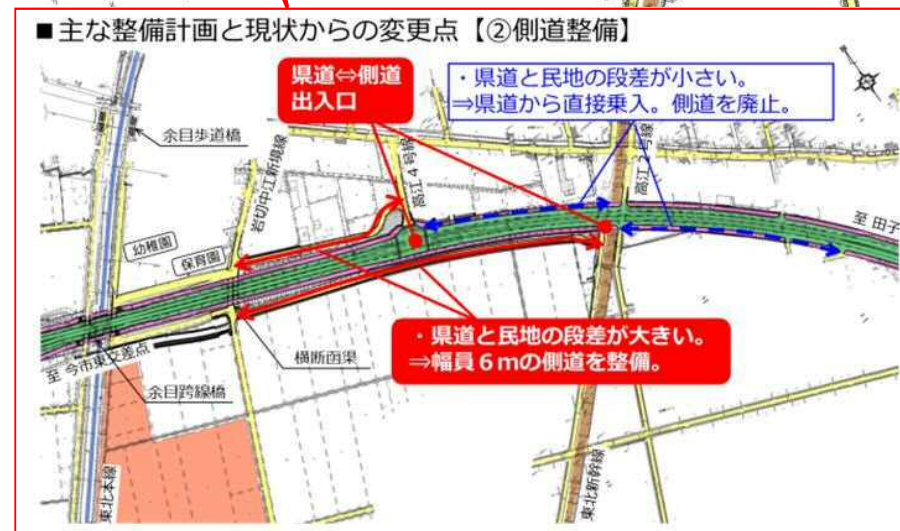 ■主な整備計画と現状からの変更点【②側道整備】
県道⇔側道
出入口
・県道と民地の段差が小さい。
⇒県道から直接乗入。側道を廃止。
余目歩道橋
岩切中江新堤線
高江4号線
高江2号線
至 田子
幼稚園
保育園
・県道と民地の段差が大きい。
⇒幅員6mの側道を整備。
横断函渠
至 今市東交差点
余目跨線橋
東北本線
東北新幹線